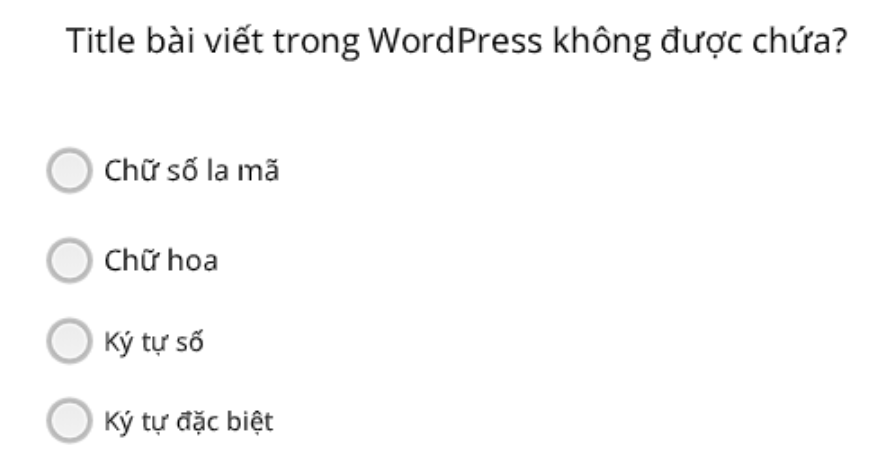 Title bài viết trong WordPress không được chứa?
Chữ số la mã
Chữ hoa
Ký tự số
Ký tự đặc biệt